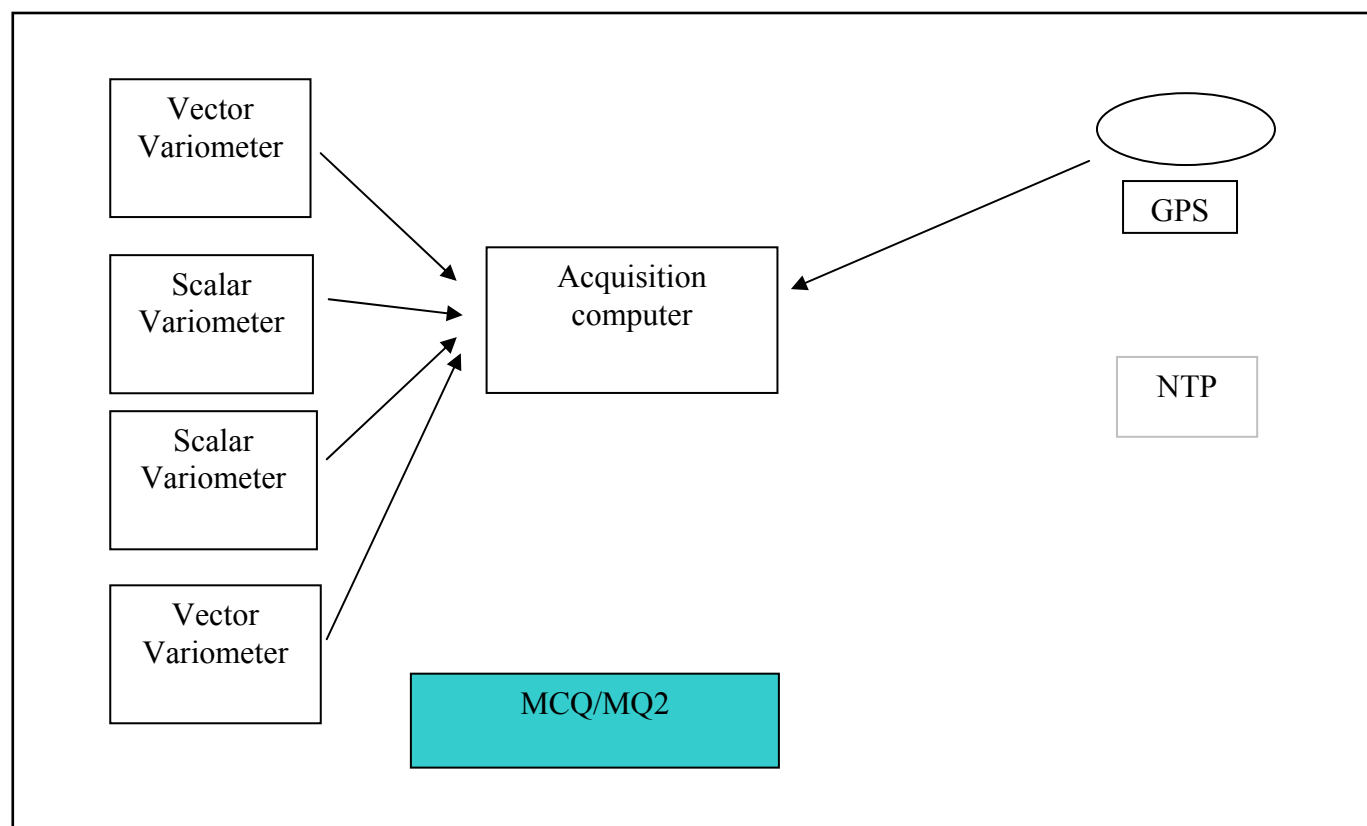 Vector
Variometer
Scalar
Variometer
Scalar
Variometer
Vector
Variometer
Acquisition
computer
MCQ/MQ2
GPS
NTP